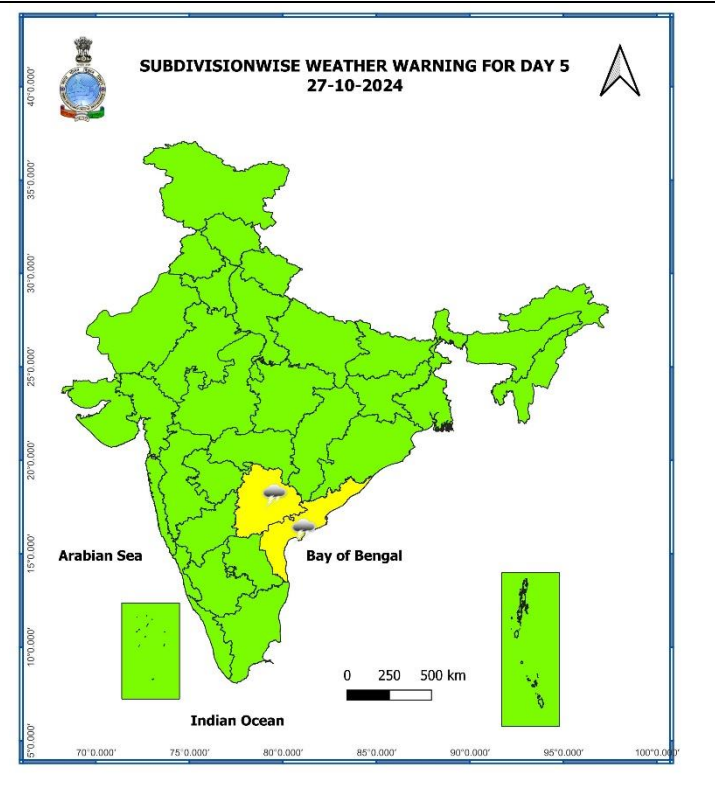 SUBDIVISIONWISE WEATHER WARNING FOR DAY 5
27-10-2024
40°0.000'
35°0.000'
30°0.000'
25°0.000'
20°0.000'
15°0.000'
10°0.000'
5°0.000'
Arabian Sea
Bay of Bengal
0 250 500 km
Indian Ocean
70°0.000' 75°0.000' 80°0.000' 85°0.000' 90°0.000' 95°0.000' 100°0.000'